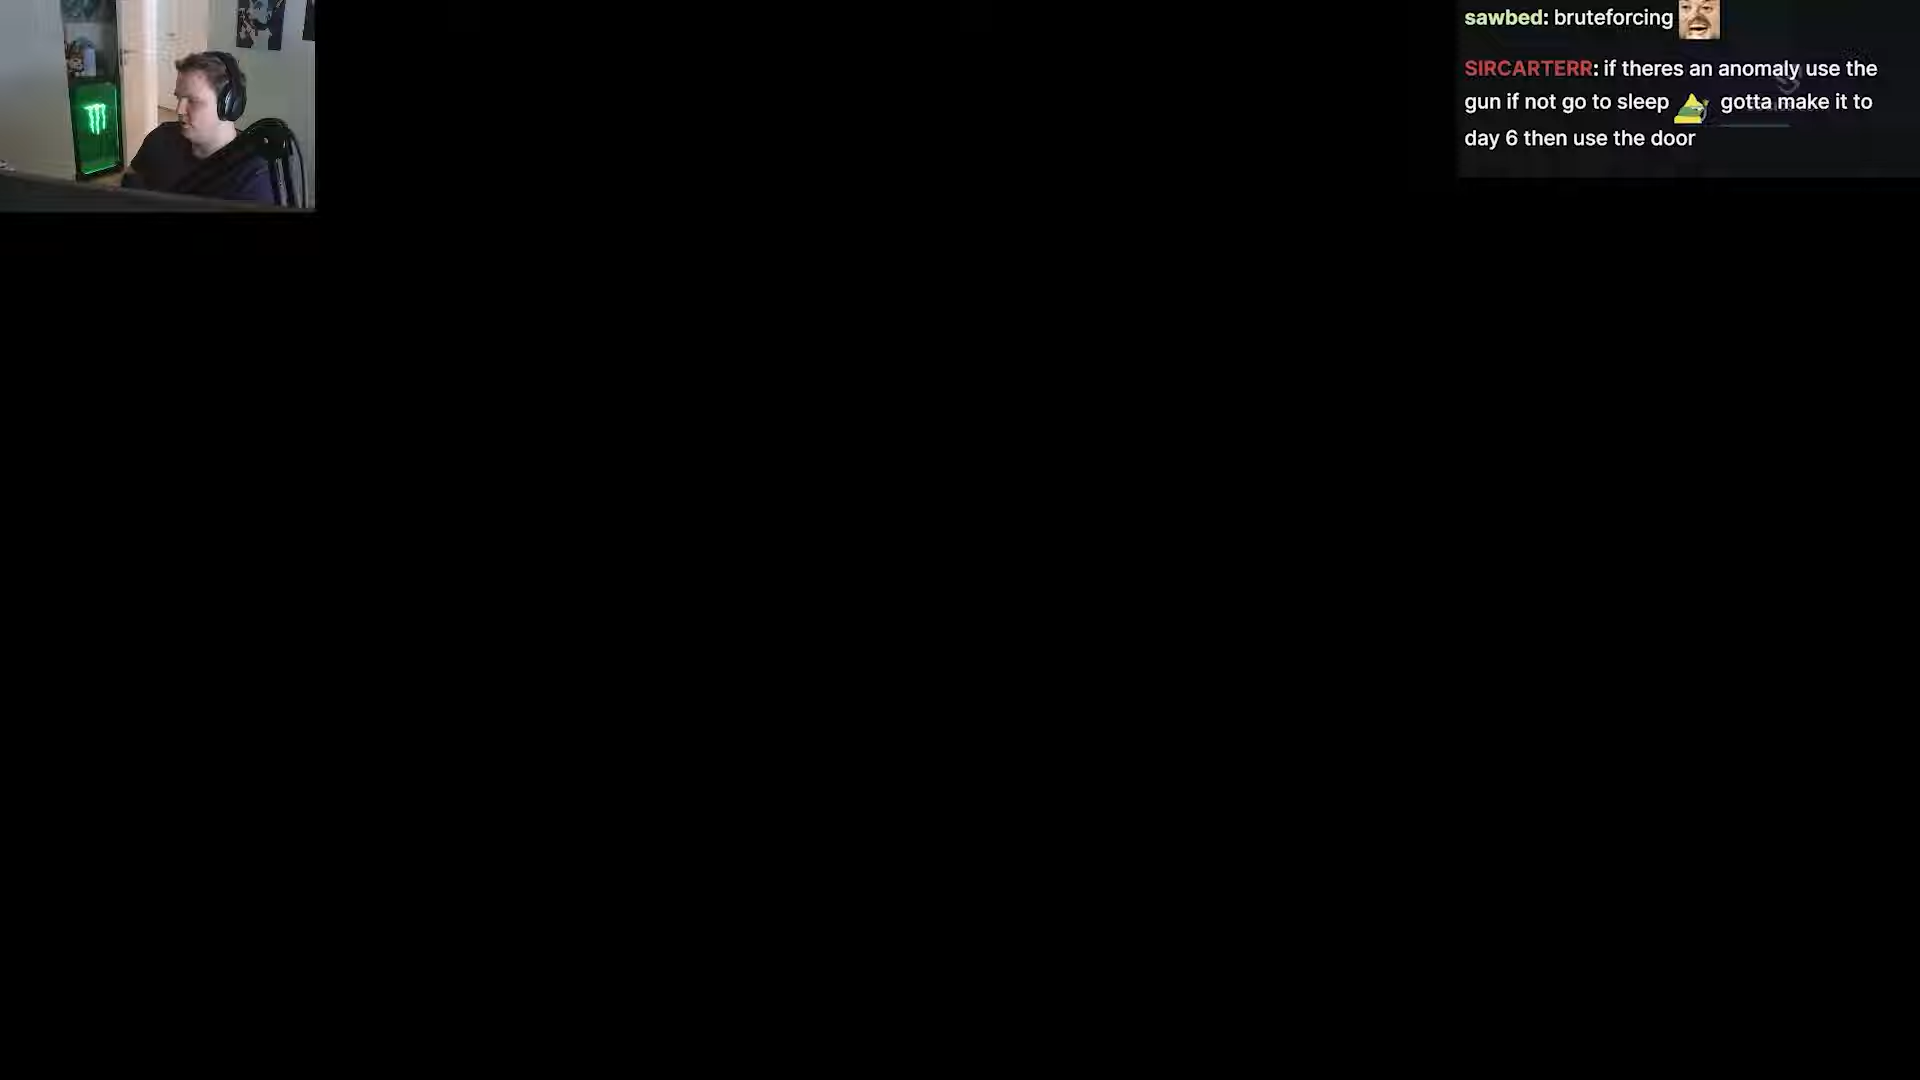 sawbed: bruteforcing
SIRCARTERR: if theres an anomaly use the
gun if not go to sleep gotta make it to
day 6 then use the door